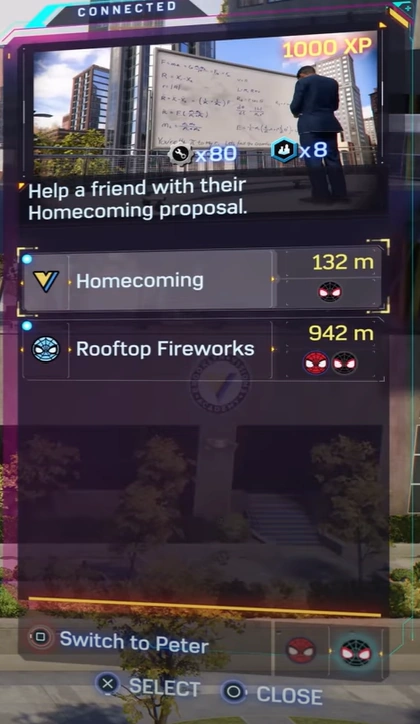 CONNECTED
1000 XP
x80
x8
Help a friend with their
Homecoming proposal.
132 m
Homecoming
942 m
Rooftop Fireworks
Switch to Peter
SELECT
CLOSE